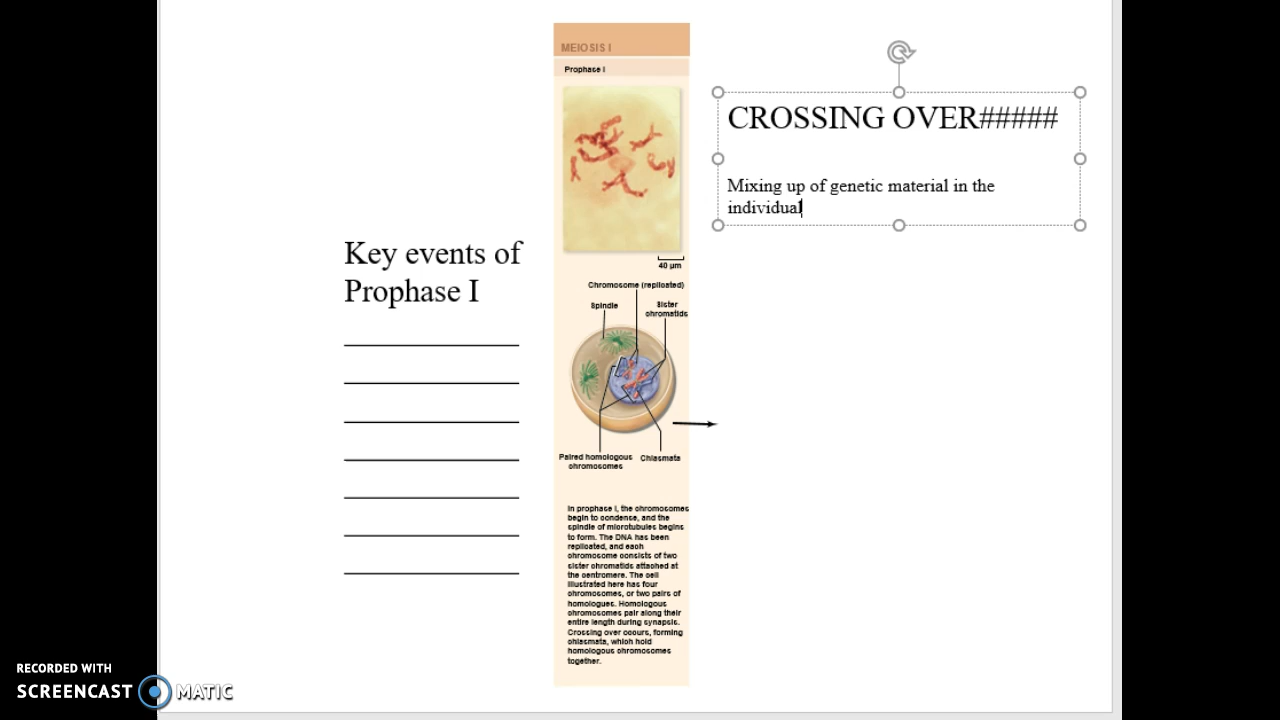 MEIOSIS I
Prophase I
CROSSING OVER#####
Mixing up of genetic material in the
individual
Key events of
Prophase I
40 µm
Chromosome (replicated)
Spindle
Sister
chromatids
Paired homologous
chromosomes
Chiasmata
In prophase I, the chromosomes
begin to condense, and the
spindle of microtubules begins
to form. The DNA has been
replicated, and each
chromosome consists of two
sister chromatids attached at
the centromere. The cell
illustrated here has four
chromosomes, or two pairs of
homologues. Homologous
chromosomes pair along their
entire length during synapsis.
Crossing over occurs, forming
chiasmata, which hold
homologous chromosomes
together.
RECORDED WITH
SCREENCAST MATIC